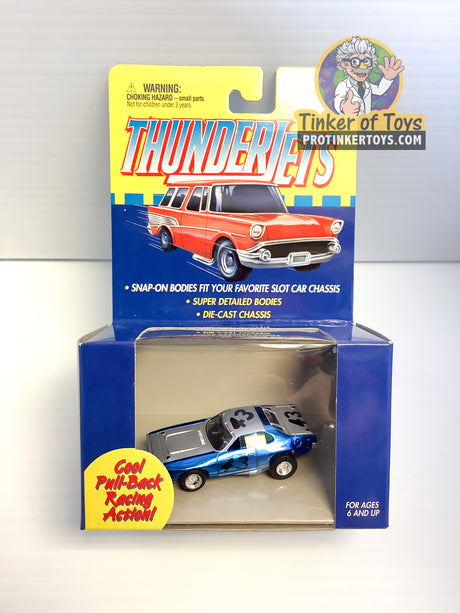 WARNING:
CHOKING HAZARD — small parts.
Not for children under 3 years.
Tinker of Toys
PROTINKERTOYS.COM
THUNDERJETS
• SNAP-ON BODIES FIT YOUR FAVORITE SLOT CAR CHASSIS
• SUPER DETAILED BODIES
• DIE-CAST CHASSIS
43
43
43
Cool
Pull-Back
Racing
Action!
FOR AGES
6 AND UP